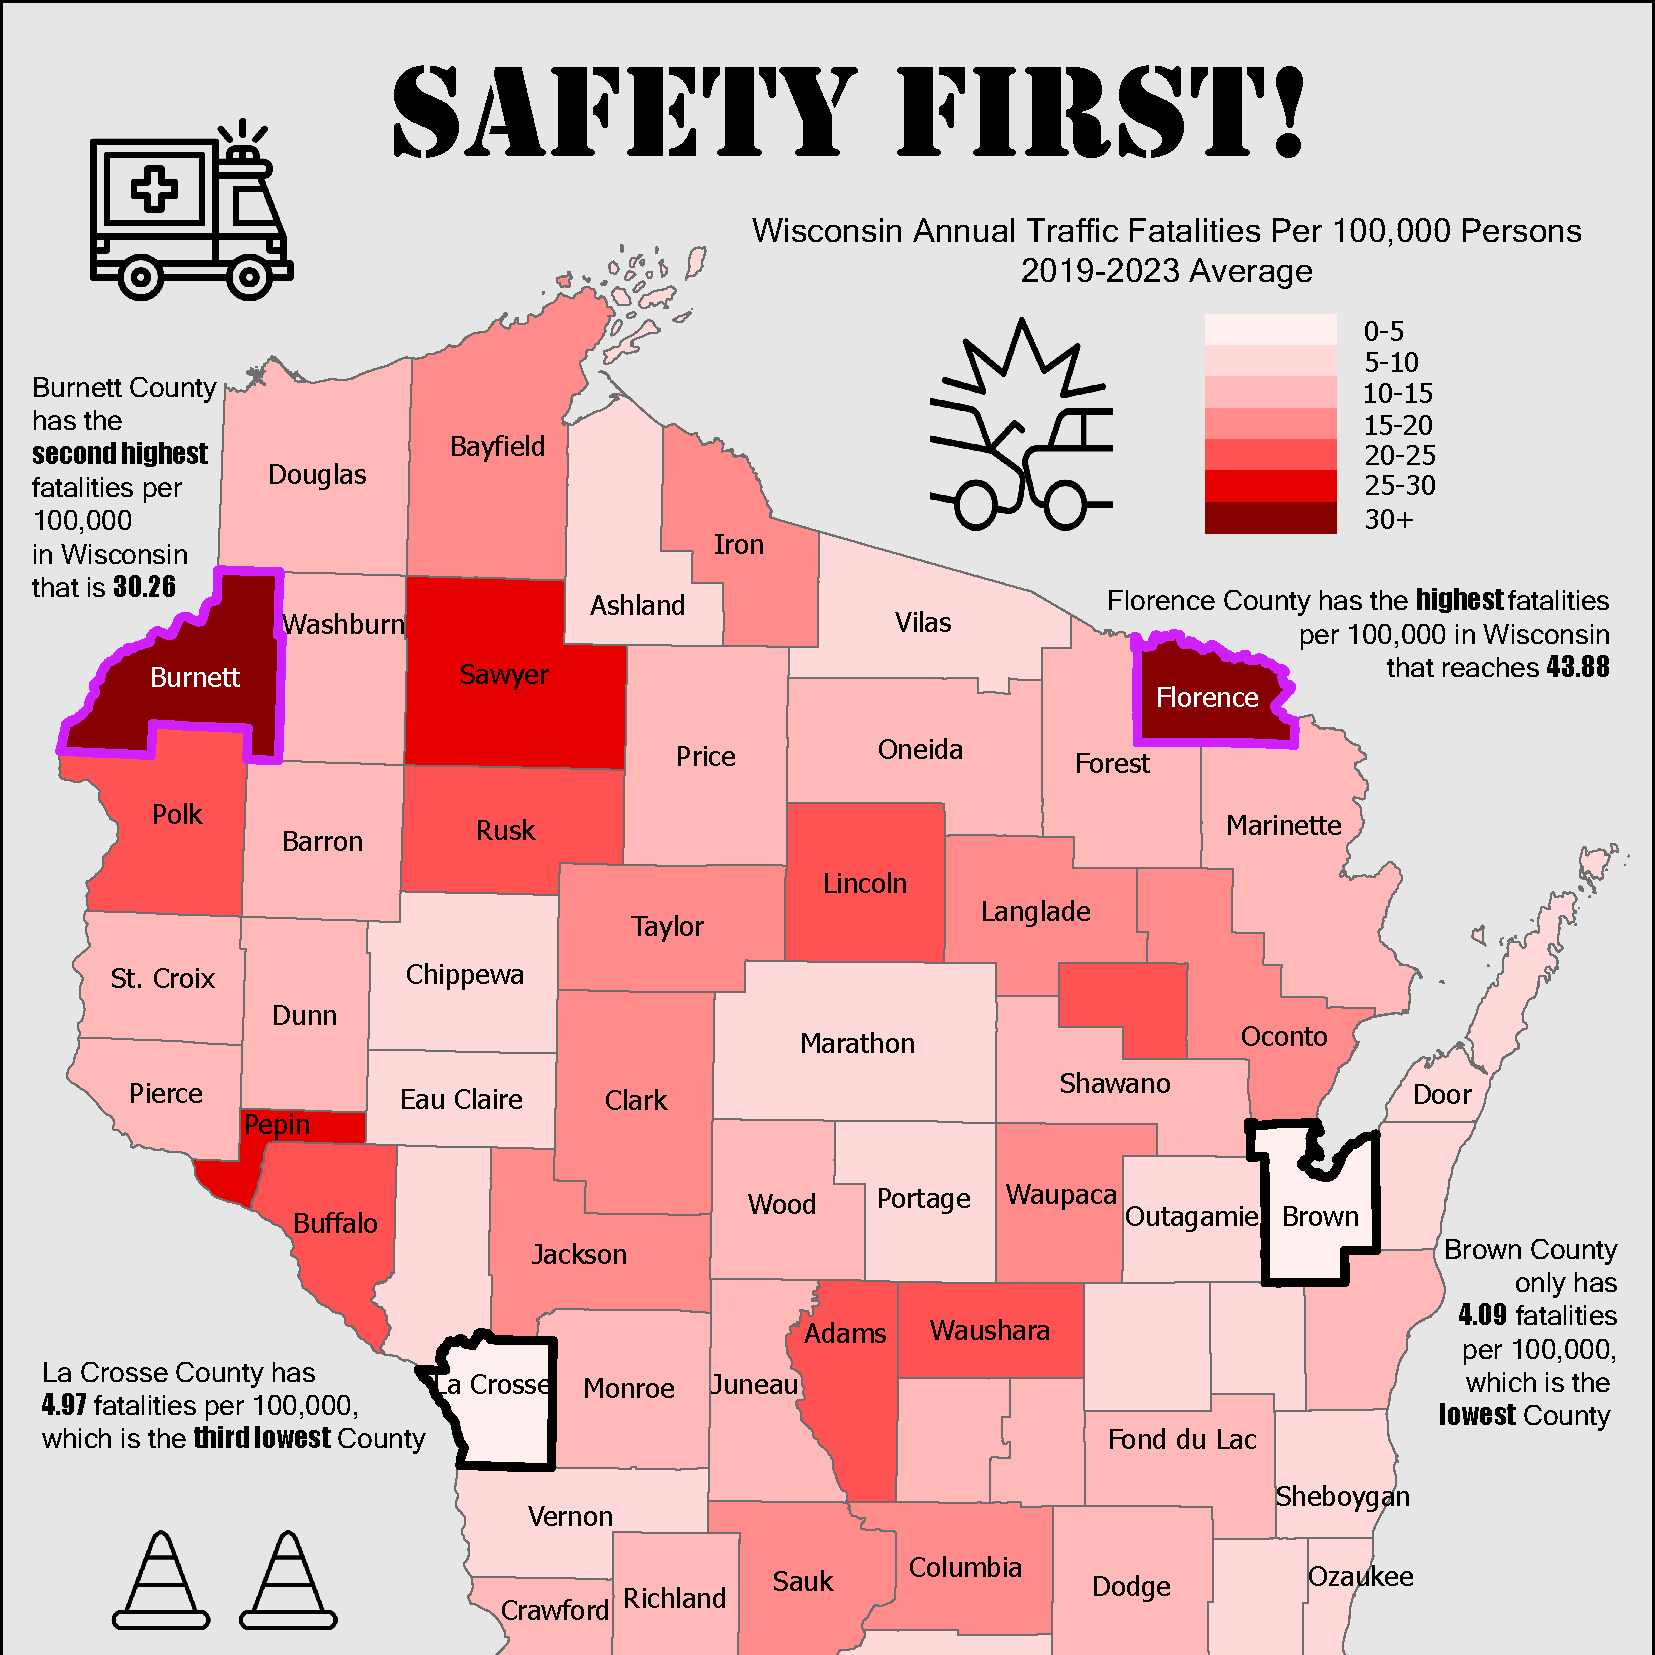 SAFETY FIRST!
Wisconsin Annual Traffic Fatalities Per 100,000 Persons
2019-2023 Average
0-5
5-10
10-15
15-20
20-25
25-30
30+
Burnett County
has the
second highest
fatalities per
100,000
in Wisconsin
that is 30.26
Florence County has the highest fatalities
per 100,000 in Wisconsin
that reaches 43.88
Bayfield
Douglas
Iron
Ashland
Vilas
Washburn
Burnett
Sawyer
Florence
Price
Oneida
Forest
Polk
Barron
Rusk
Marinette
Lincoln
Langlade
Taylor
St. Croix
Chippewa
Dunn
Marathon
Oconto
Shawano
Pierce
Eau Claire
Clark
Door
Pepin
Buffalo
Wood
Portage
Waupaca
Outagamie
Brown
Jackson
Adams
Waushara
La Crosse
Monroe
Juneau
Fond du Lac
Sheboygan
Vernon
Sauk
Columbia
Dodge
Ozaukee
Crawford
Richland
Brown County
only has
4.09 fatalities
per 100,000,
which is the
lowest County
La Crosse County has
4.97 fatalities per 100,000,
which is the third lowest County